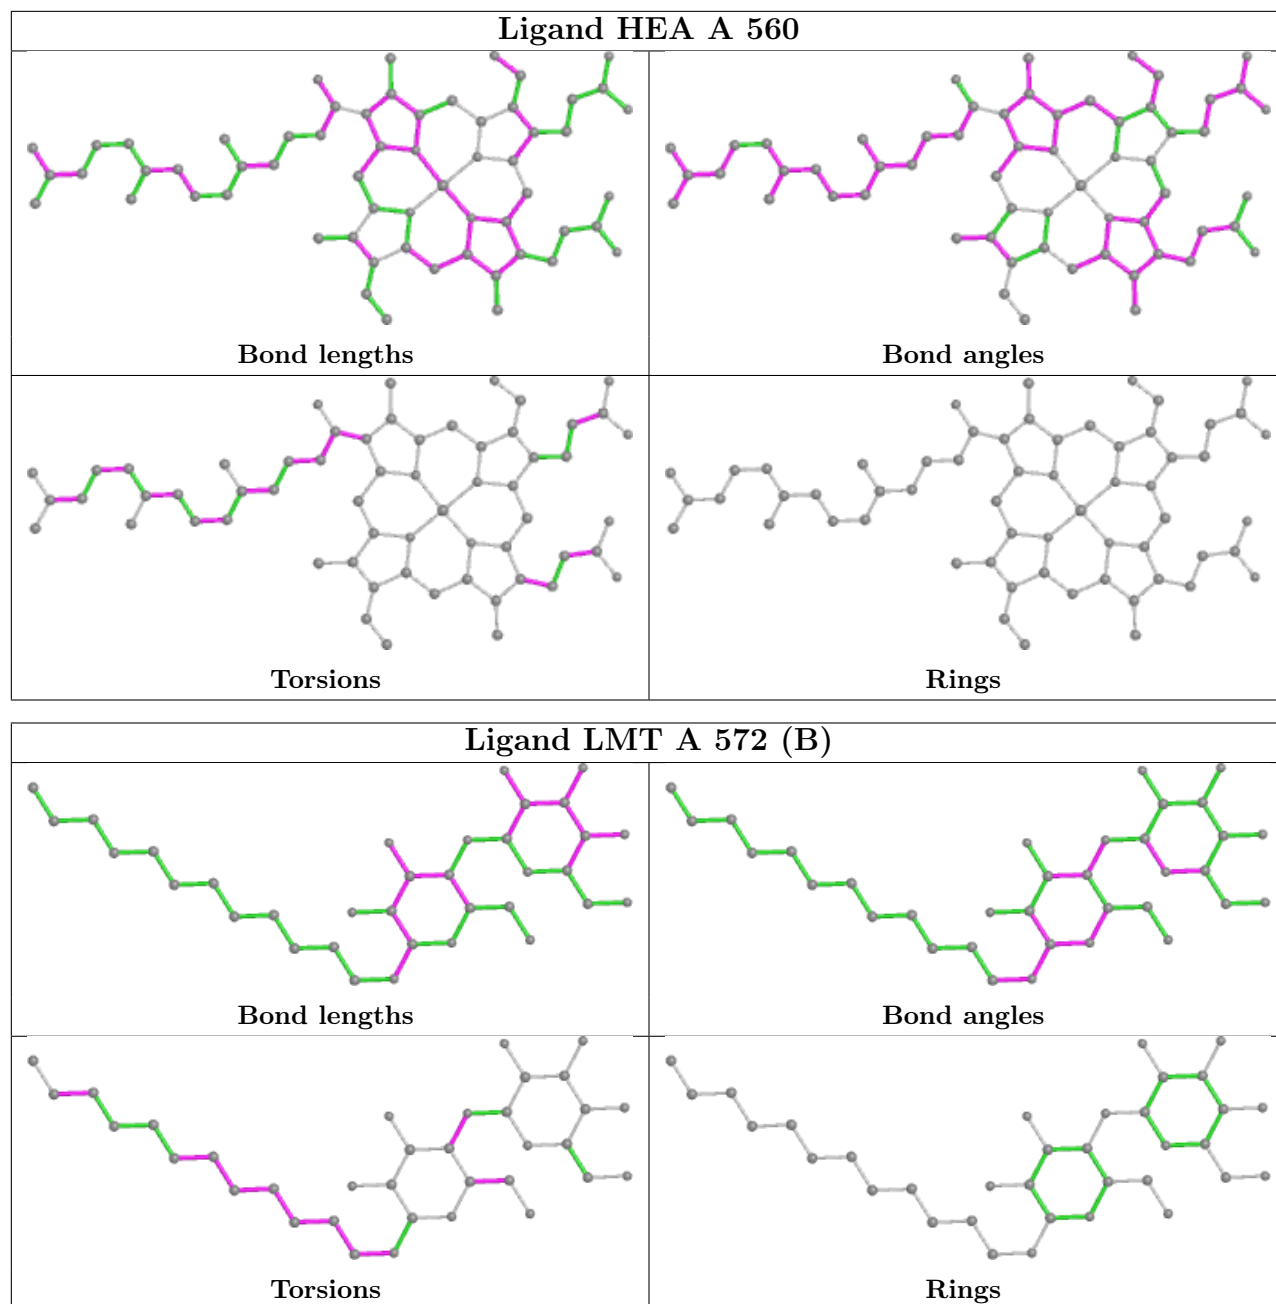 Ligand HEA A 560
Bond lengths
Bond angles
Torsions
Rings
Ligand LMT A 572 (B)
Bond lengths
Bond angles
Torsions
Rings